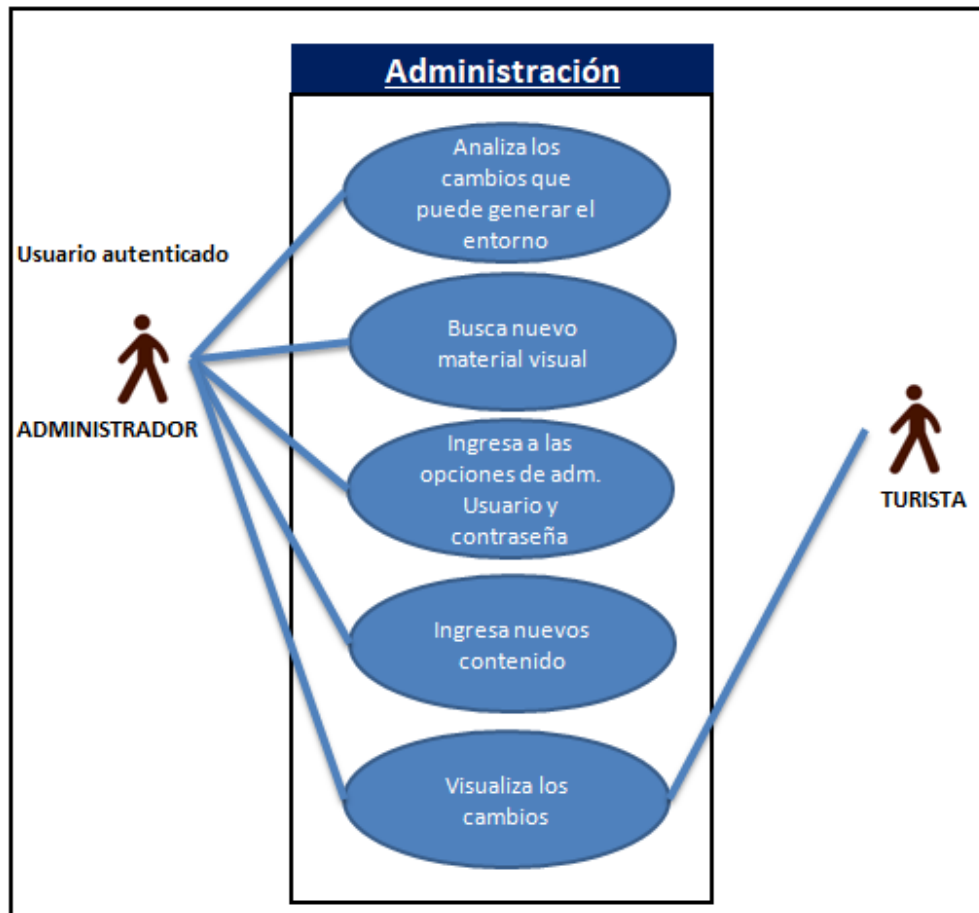 Administración
Analiza los
cambios que
puede generar el
entorno
Usuario autenticado
ADMINISTRADOR
Busca nuevo
material visual
Ingresa a las
opciones de adm.
Usuario y
contraseña
TURISTA
Ingresa nuevos
contenido
Visualiza los
cambios